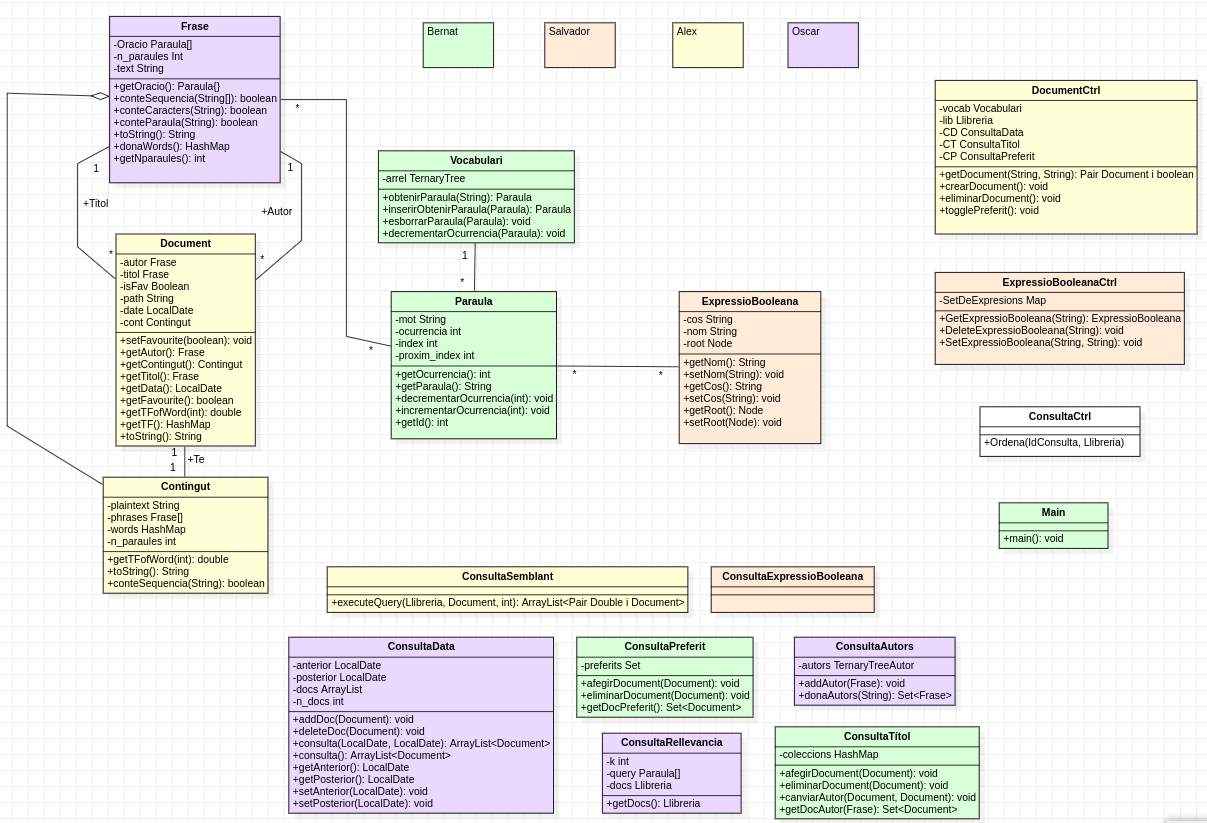 Frase
-Oracio Paraula[]
-n_paraules Int
-text String
+getOracio(): Paraula{}
+conteSequencia(String[]): boolean
+conteCaracters(String): boolean
+conteParaula(String): boolean
+toString(): String
+donaWords(): HashMap
+getNparaules(): int
Bernat
Salvador
Alex
Oscar
DocumentCtrl
-vocab Vocabulari
-lib Llibreria
-CD ConsultaData
-CT ConsultaTitol
-CP ConsultaPreferit
+getDocument(String, String): Pair Document i boolean
+crearDocument(): void
+eliminarDocument(): void
+togglePreferit(): void
*
1
1
+Titol
+Autor
*
*
Vocabulari
-arrel TernaryTree
+obtenirParaula(String): Paraula
+inserirObtenirParaula(Paraula): Paraula
+esborrarParaula(Paraula): void
+decrementarOcurrencia(Paraula): void
1
*
Document
-autor Frase
-titol Frase
-isFav Boolean
-path String
-date LocalDate
-cont Contingut
+setFavourite(boolean): void
+getAutor(): Frase
+getContingut(): Contingut
+getTitol(): Frase
+getData(): LocalDate
+getFavourite(): boolean
+getTFofWord(int): double
+getTF(): HashMap
+toString(): String
1
+Te
1
*
Paraula
-mot String
-ocurrencia int
-index int
-proxim_index int
+getOcurrencia(): int
+getParaula(): String
+decrementarOcurrencia(int): void
+incrementarOcurrencia(int): void
+getId(): int
*
*
ExpressioBooleana
-cos String
-nom String
-root Node
+getNom(): String
+setNom(String): void
+getCos(): String
+setCos(String): void
+getRoot(): Node
+setRoot(Node): void
ExpressioBooleanaCtrl
-SetDeExpresions Map
+GetExpressioBooleana(String): ExpressioBooleana
+DeleteExpressioBooleana(String): void
+SetExpressioBooleana(String, String): void
ConsultaCtrl
+Ordena(IdConsulta, Llibreria)
Main
+main(): void
Contingut
-plaintext String
-phrases Frase[]
-words HashMap
-n_paraules int
+getTFofWord(int): double
+toString(): String
+conteSequencia(String): boolean
ConsultaSemblant
+executeQuery(Llibreria, Document, int): ArrayList<Pair Double i Document>
ConsultaExpressioBooleana
ConsultaData
-anterior LocalDate
-posterior LocalDate
-docs ArrayList
-n_docs int
+addDoc(Document): void
+deleteDoc(Document): void
+consulta(LocalDate, LocalDate): ArrayList<Document>
+consulta(): ArrayList<Document>
+getAnterior(): LocalDate
+getPosterior(): LocalDate
+setAnterior(LocalDate): void
+setPosterior(LocalDate): void
ConsultaPreferit
-preferits Set
+afegirDocument(Document): void
+eliminarDocument(Document): void
+getDocPreferit(): Set<Document>
ConsultaAutors
-autors TernaryTreeAutor
+addAutor(Frase): void
+donaAutors(String): Set<Frase>
ConsultaRellevancia
-k int
-query Paraula[]
-docs Llibreria
+getDocs(): Llibreria
ConsultaTítol
-coleccions HashMap
+afegirDocument(Document): void
+eliminarDocument(Document): void
+canviarAutor(Document, Document): void
+getDocAutor(Frase): Set<Document>